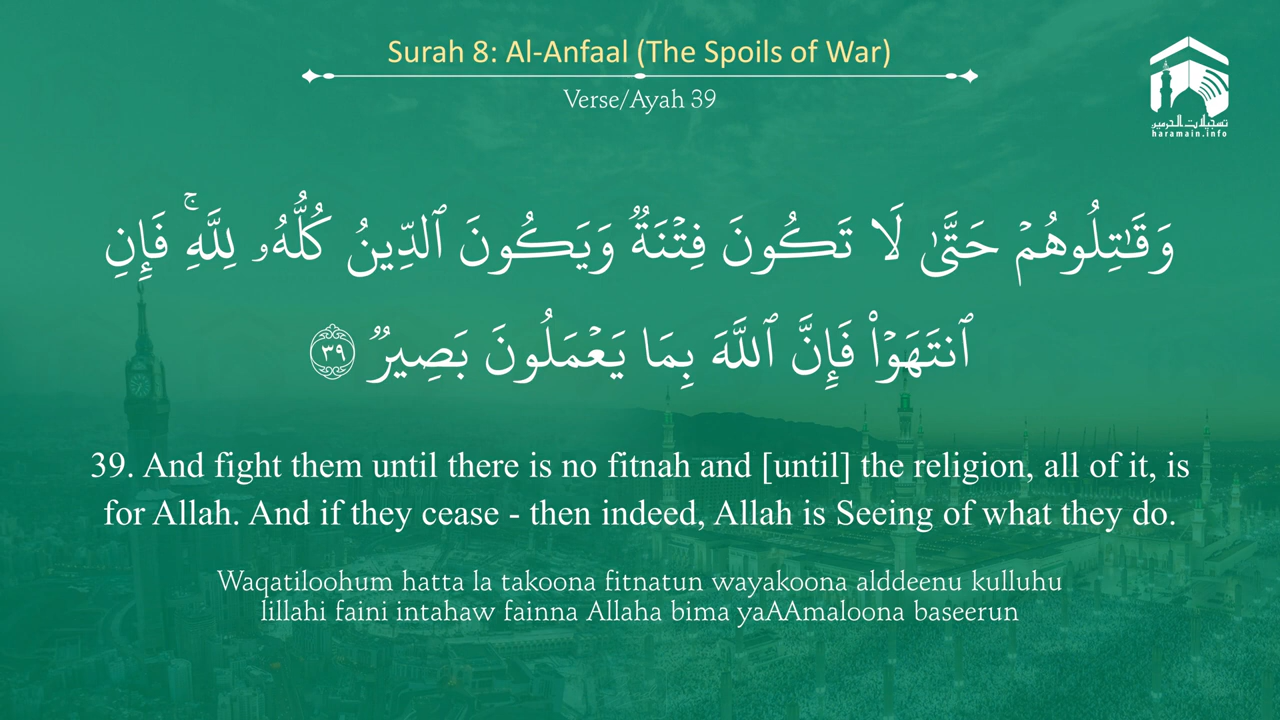 Surah 8: Al-Anfaal (The Spoils of War)
Verse/Ayah 39
تسجيلات الحرمين
haramain.info
وَقَـٰتِلُوهُمۡ حَتَّىٰ لَا تَكُونَ فِتۡنَةٌ وَيَكُونَ ٱلدِّينُ كُلُّهُۥ لِلَّهِۚ فَإِنِ
ٱنتَهَوۡاْ فَإِنَّ ٱللَّهَ بِمَا يَعۡمَلُونَ بَصِيرٌ ٣٩
39. And fight them until there is no fitnah and [until] the religion, all of it, is
for Allah. And if they cease - then indeed, Allah is Seeing of what they do.
Waqatiloohum hatta la takoona fitnatun wayakoona alddeenu kulluhu
lillahi faini intahaw fainna Allaha bima yaAAmaloona baseerun